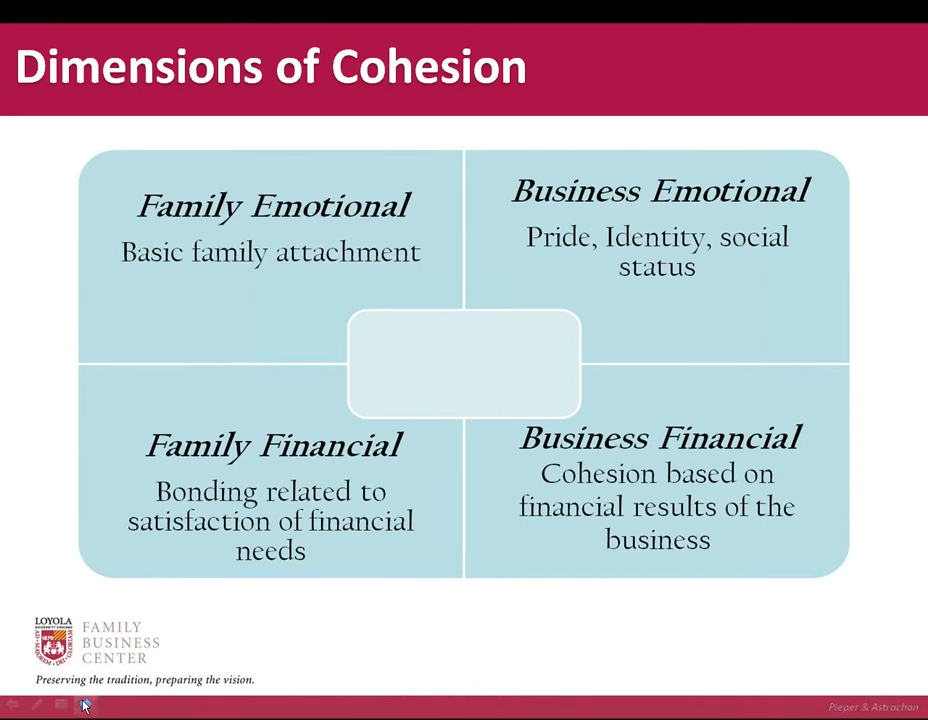 Dimensions of Cohesion
Family Emotional
Basic family attachment
Business Emotional
Pride, Identity, social
status
Family Financial
Bonding related to
satisfaction of financial
needs
Business Financial
Cohesion based on
financial results of the
business
LOYOLA
FAMILY
BUSINESS
CENTER
Preserving the tradition, preparing the vision.
Pieper & Astrachan